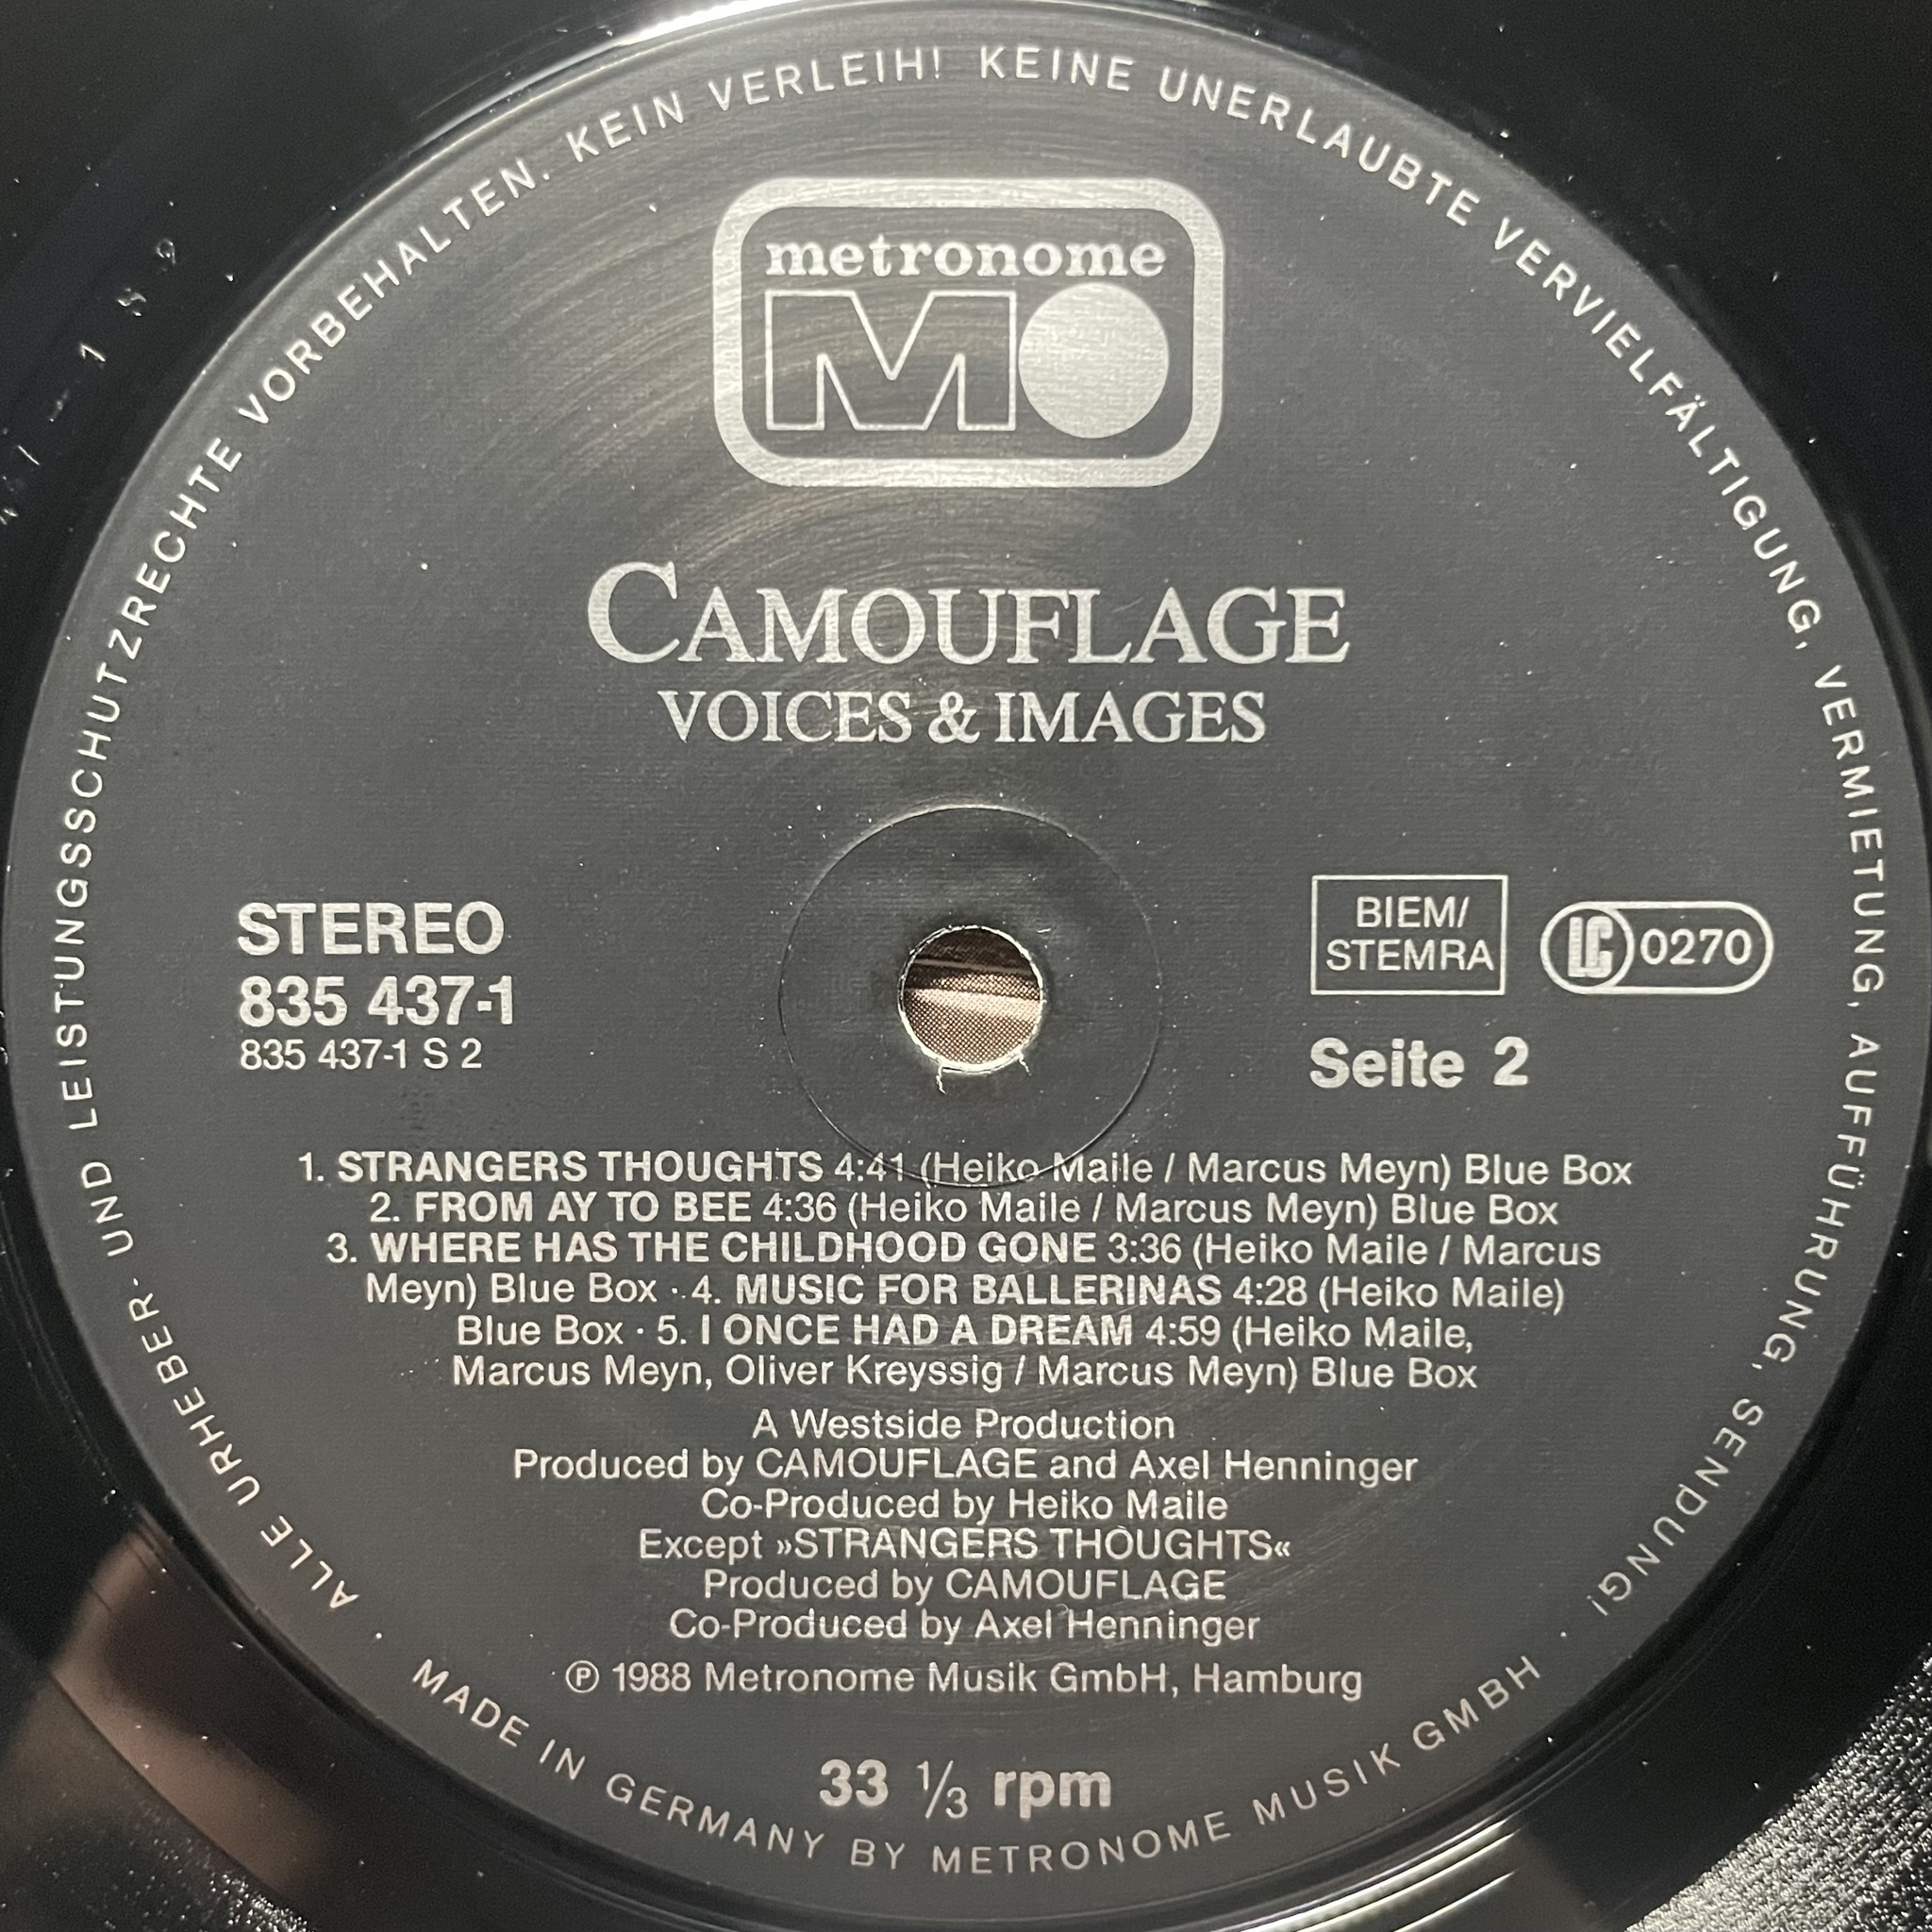 ALLE URHEBER- UND LEISTUNGSSCHUTZRECHTE VORBEHALTEN. KEIN VERLEIH! KEINE UNERLAUBTE VERVIELFÄLTIGUNG, VERMIETUNG, AUFFÜHRUNG, SENDUNG!
metronome
MO
CAMOUFLAGE
VOICES & IMAGES
STEREO
835 437-1
835 437-1 S 2
BIEM/
STEMRA
LC 0270
Seite 2
1. STRANGERS THOUGHTS 4:41 (Heiko Maile / Marcus Meyn) Blue Box
2. FROM AY TO BEE 4:36 (Heiko Maile / Marcus Meyn) Blue Box
3. WHERE HAS THE CHILDHOOD GONE 3:36 (Heiko Maile / Marcus
Meyn) Blue Box · 4. MUSIC FOR BALLERINAS 4:28 (Heiko Maile)
Blue Box · 5. I ONCE HAD A DREAM 4:59 (Heiko Maile,
Marcus Meyn, Oliver Kreyssig / Marcus Meyn) Blue Box
A Westside Production
Produced by CAMOUFLAGE and Axel Henninger
Co-Produced by Heiko Maile
Except »STRANGERS THOUGHTS«
Produced by CAMOUFLAGE
Co-Produced by Axel Henninger
℗ 1988 Metronome Musik GmbH, Hamburg
33 1/3 rpm
· MADE IN GERMANY BY METRONOME MUSIK GMBH ·